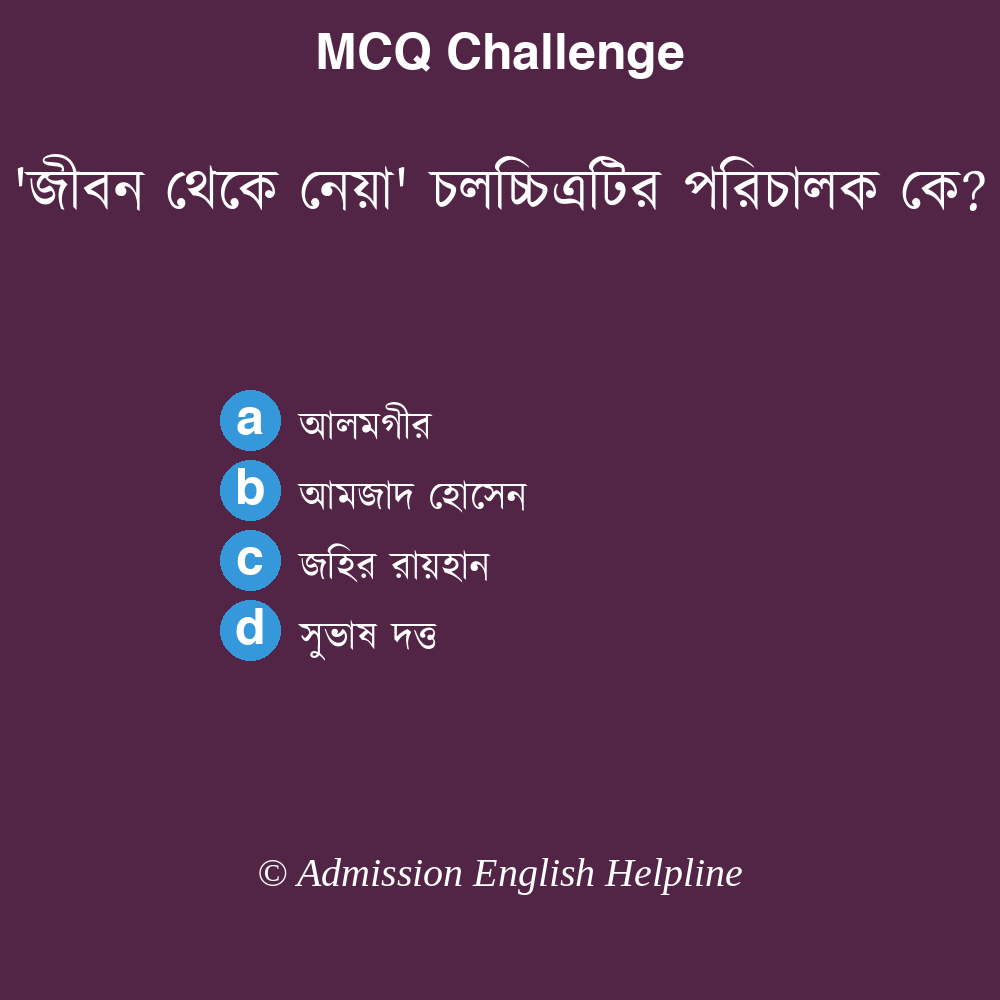 MCQ Challenge
'জীবন থেকে নেয়া' চলচ্চিত্রটির পরিচালক কে?
a আলমগীর
b আমজাদ হোসেন
c জহির রায়হান
d সুভাষ দত্ত
© Admission English Helpline